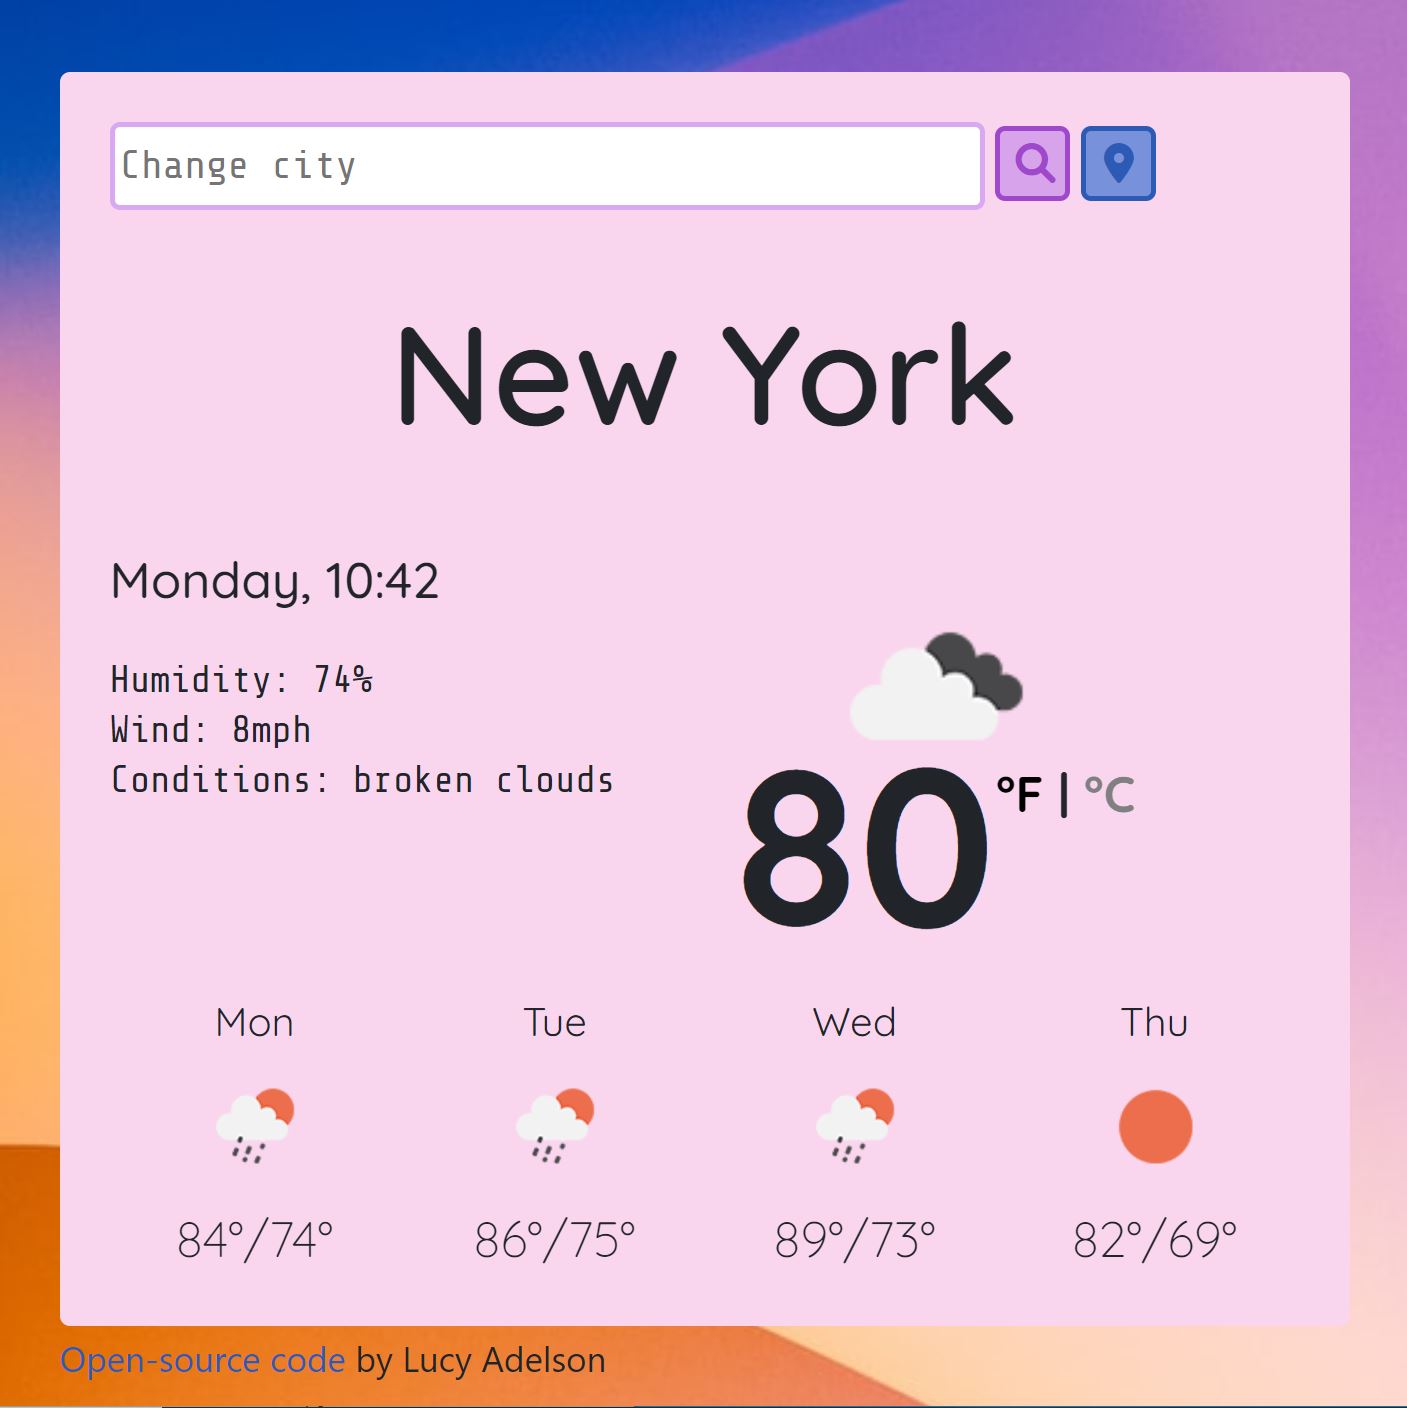 Change city
New York
Monday, 10:42
Humidity: 74%
Wind: 8mph
Conditions: broken clouds
80 °F | °C
Mon Tue Wed Thu
84°/74° 86°/75° 89°/73° 82°/69°
Open-source code by Lucy Adelson